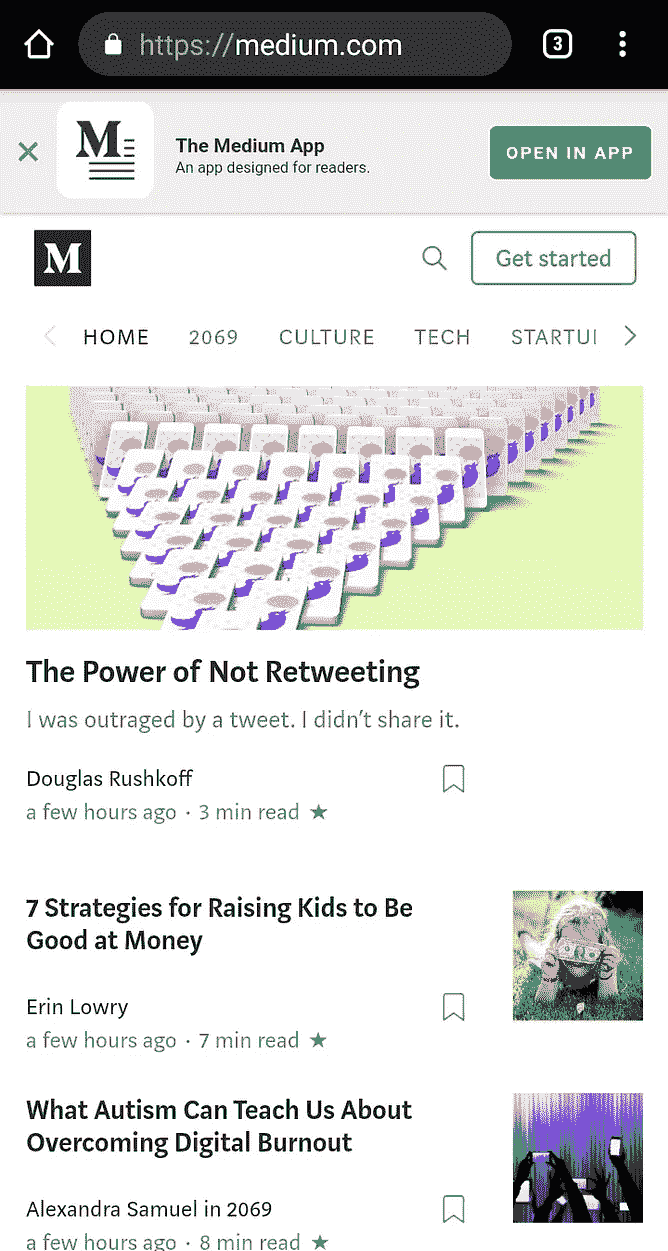 3
https://medium.com
M
The Medium App
An app designed for readers.
OPEN IN APP
M
Get started
HOME 2069 CULTURE TECH STARTUI
The Power of Not Retweeting
I was outraged by a tweet. I didn't share it.
Douglas Rushkoff
a few hours ago · 3 min read ★
7 Strategies for Raising Kids to Be
Good at Money
Erin Lowry
a few hours ago · 7 min read ★
What Autism Can Teach Us About
Overcoming Digital Burnout
Alexandra Samuel in 2069
a few hours ago · 8 min read ★